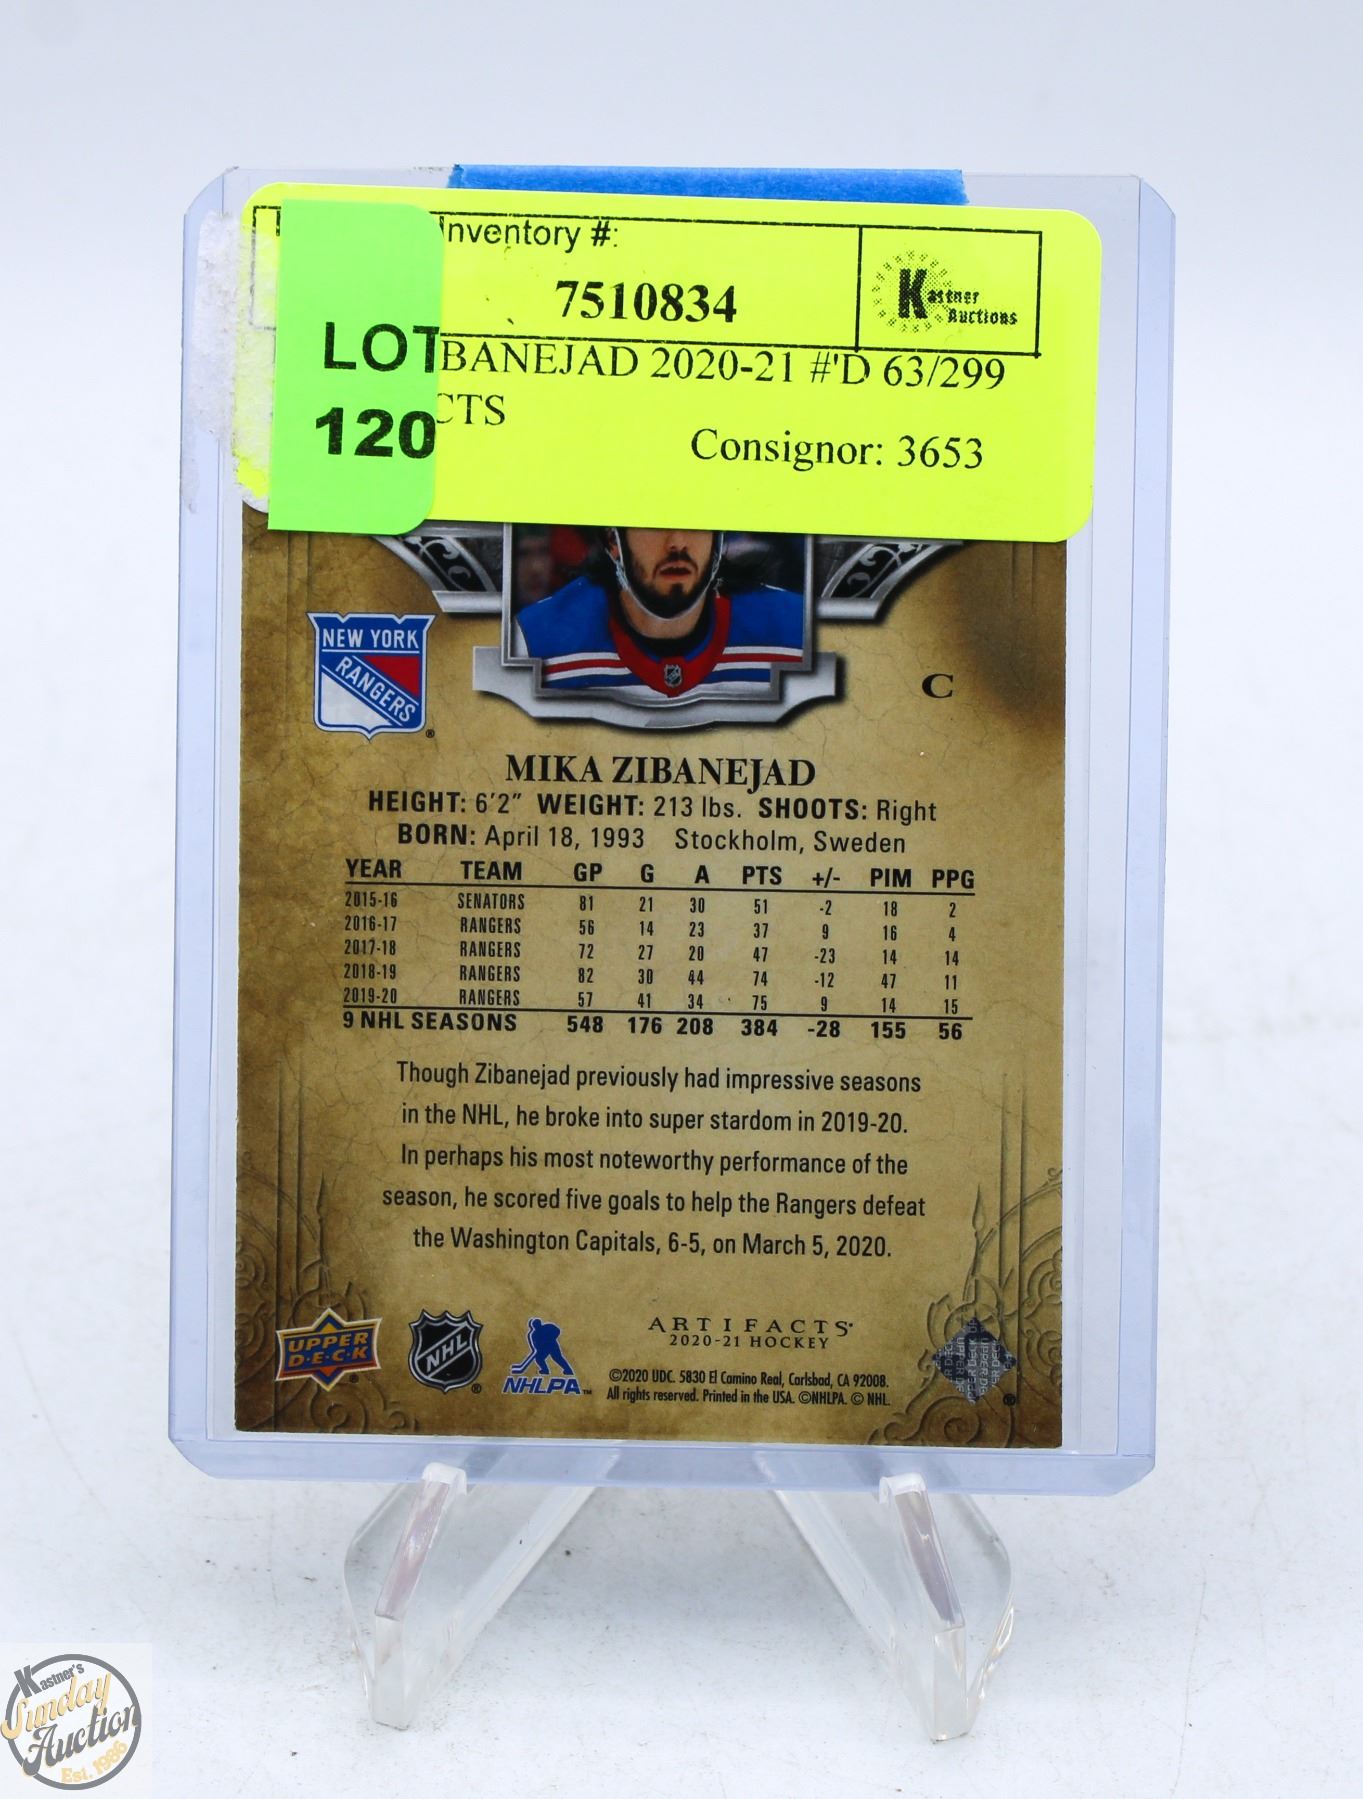 Inventory #:
7510834
Kastner
Auctions
LOT
120
BANEJAD 2020-21 #'D 63/299
CTS
Consignor: 3653
NEW YORK
RANGERS
®
C
MIKA ZIBANEJAD
HEIGHT: 6'2" WEIGHT: 213 lbs. SHOOTS: Right
BORN: April 18, 1993 Stockholm, Sweden
YEAR TEAM GP G A PTS +/- PIM PPG
2015-16 SENATORS 81 21 30 51 -2 18 2
2016-17 RANGERS 56 14 23 37 9 16 4
2017-18 RANGERS 72 27 20 47 -23 14 14
2018-19 RANGERS 82 30 44 74 -12 47 11
2019-20 RANGERS 57 41 34 75 9 14 15
9 NHL SEASONS 548 176 208 384 -28 155 56
Though Zibanejad previously had impressive seasons
in the NHL, he broke into super stardom in 2019-20.
In perhaps his most noteworthy performance of the
season, he scored five goals to help the Rangers defeat
the Washington Capitals, 6-5, on March 5, 2020.
UPPER
D·E·C·K
®
NHL
®
NHLPA™
ARTIFACTS®
2020-21 HOCKEY
©2020 UDC. 5830 El Camino Real, Carlsbad, CA 92008.
All rights reserved. Printed in the USA. ©NHLPA. © NHL.
®
Kastner's
Sunday
Auction
Est. 1986